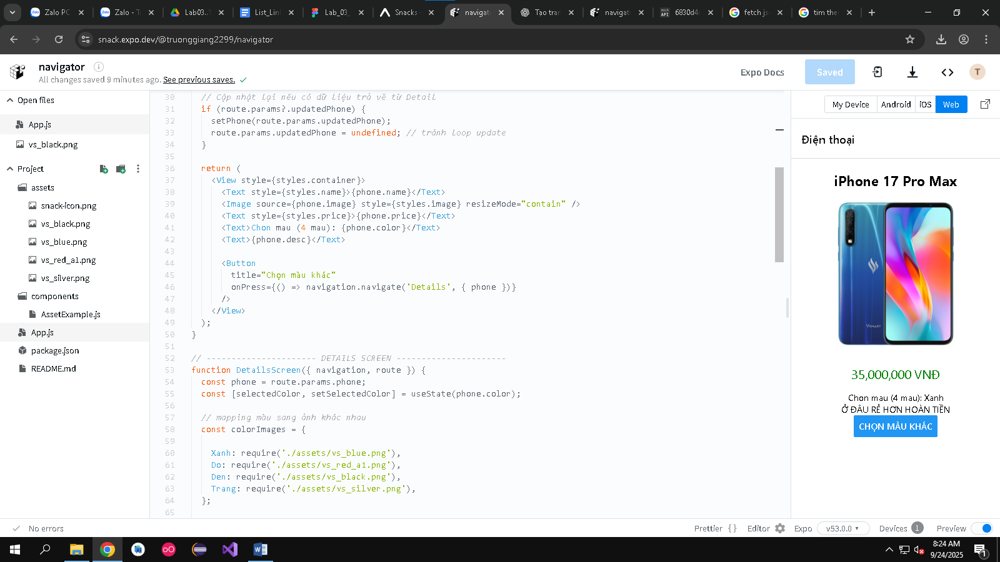 Zalo PC
Zalo - T
Lab03..1
List_Lin
Lab_03_
Snacks
navigat
Tạo tran
navigat
6830d4
fetch js
tim the
snack.expo.dev/@truonggiang2299/navigator
navigator
All changes saved 9 minutes ago. See previous saves.
Expo Docs
Saved
T
Open files
App.js
vs_black.png
Project
assets
snack-icon.png
vs_black.png
vs_blue.png
vs_red_a1.png
vs_silver.png
components
AssetExample.js
App.js
package.json
README.md
30 // Cập nhật lại nếu có dữ liệu trả về từ Detail
31 if (route.params?.updatedPhone) {
32 setPhone(route.params.updatedPhone);
33 route.params.updatedPhone = undefined; // tránh loop update
34 }
35
36 return (
37 <View style={styles.container}>
38 <Text style={styles.name}>{phone.name}</Text>
39 <Image source={phone.image} style={styles.image} resizeMode="contain" />
40 <Text style={styles.price}>{phone.price}</Text>
41 <Text>Chon mau (4 mau): {phone.color}</Text>
42 <Text>{phone.desc}</Text>
43
44 <Button
45 title="Chọn màu khác"
46 onPress={() => navigation.navigate('Details', { phone })}
47 />
48 </View>
49 );
50 }
51
52 // ---------------------- DETAILS SCREEN ----------------------
53 function DetailsScreen({ navigation, route }) {
54 const phone = route.params.phone;
55 const [selectedColor, setSelectedColor] = useState(phone.color);
56
57 // mapping màu sang ảnh khác nhau
58 const colorImages = {
59
60 Xanh: require('./assets/vs_blue.png'),
61 Do: require('./assets/vs_red_a1.png'),
62 Den: require('./assets/vs_black.png'),
63 Trang: require('./assets/vs_silver.png'),
64 };
65
My Device Android iOS Web
Điện thoại
iPhone 17 Pro Max
VSMART
35,000,000 VNĐ
Chon mau (4 mau): Xanh
Ở ĐÂU RẺ HƠN HOÀN TIỀN
CHỌN MÀU KHÁC
No errors
Prettier { } Editor Expo v53.0.0 Devices 1 Preview
8:24 AM
9/24/2025
1